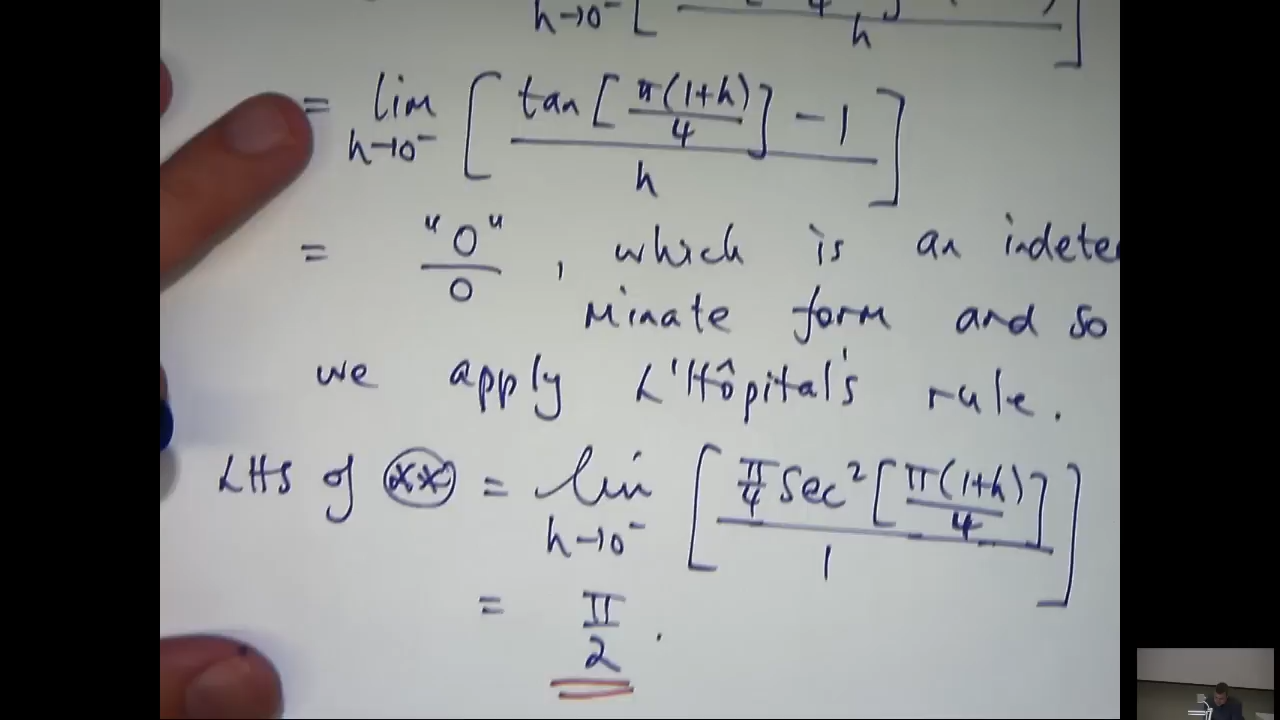 h→0⁻ [ h ]
= lim h→0⁻ [ tan[π(1+h)/4] − 1 / h ]
= "0"/0 , which is an indeter
minate form and so
we apply L'Hôpital's rule.
LHS of (**) = lim h→0⁻ [ π/4 sec²[π(1+h)/4] / 1 ]
= π/2 .